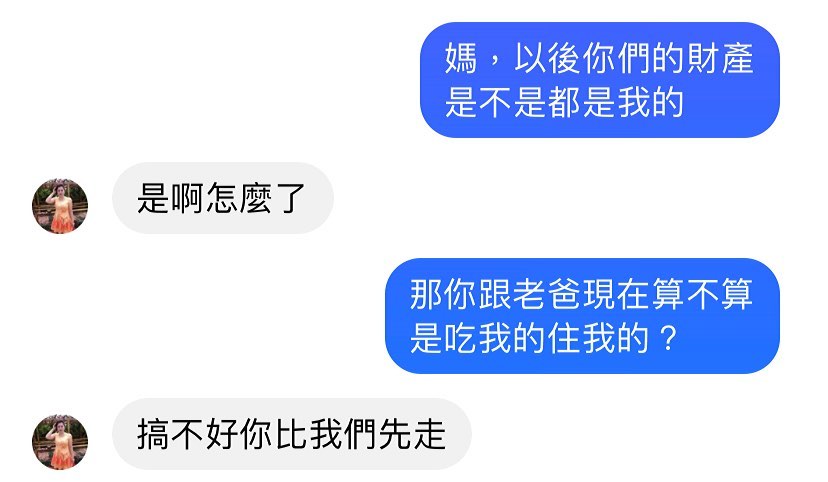 媽，以後你們的財產
是不是都是我的
是啊怎麼了
那你跟老爸現在算不算
是吃我的住我的？
搞不好你比我們先走